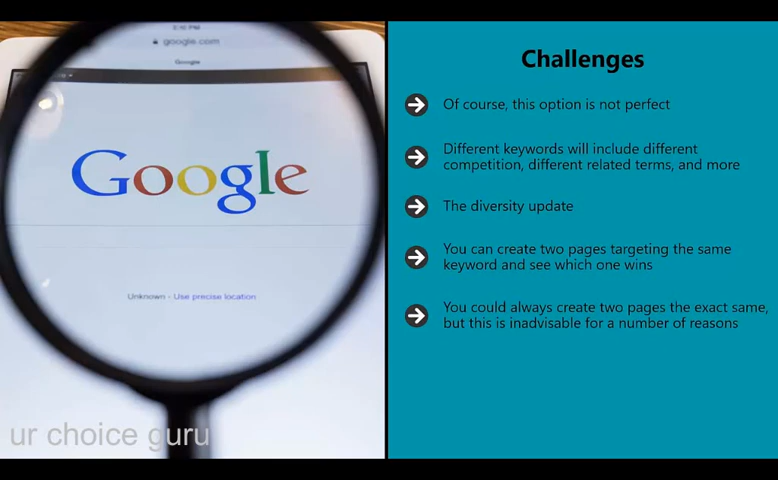 google.com
Google
Google
Unknown - Use precise location
ur choice guru
Challenges
Of course, this option is not perfect
Different keywords will include different
competition, different related terms, and more
The diversity update
You can create two pages targeting the same
keyword and see which one wins
You could always create two pages the exact same,
but this is inadvisable for a number of reasons